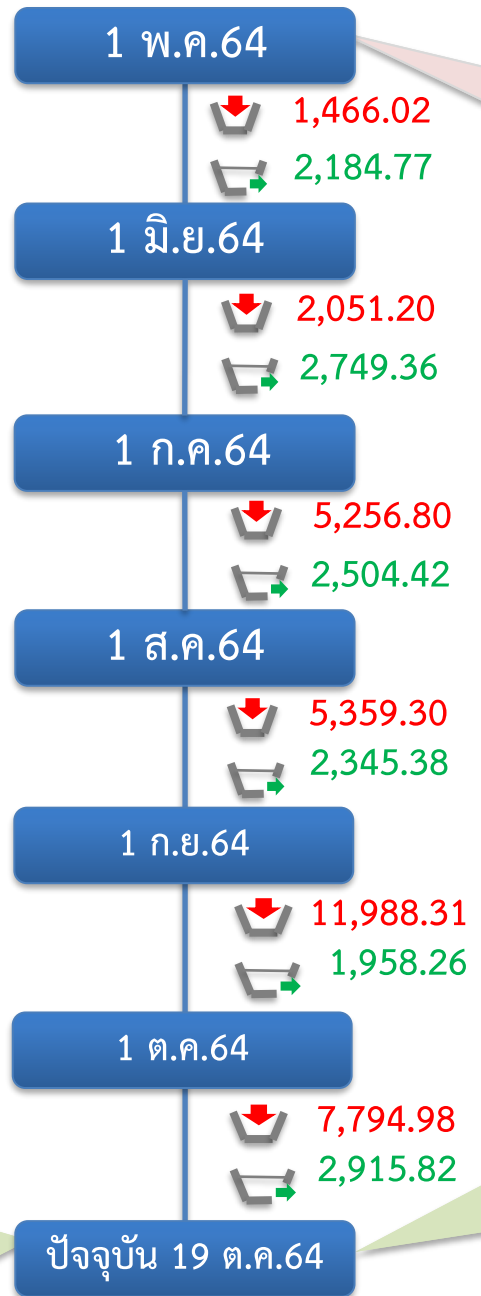 1 พ.ค.64
1,466.02
2,184.77
1 มิ.ย.64
2,051.20
2,749.36
1 ก.ค.64
5,256.80
2,504.42
1 ส.ค.64
5,359.30
2,345.38
1 ก.ย.64
11,988.31
1,958.26
1 ต.ค.64
7,794.98
2,915.82
ปัจจุบัน 19 ต.ค.64